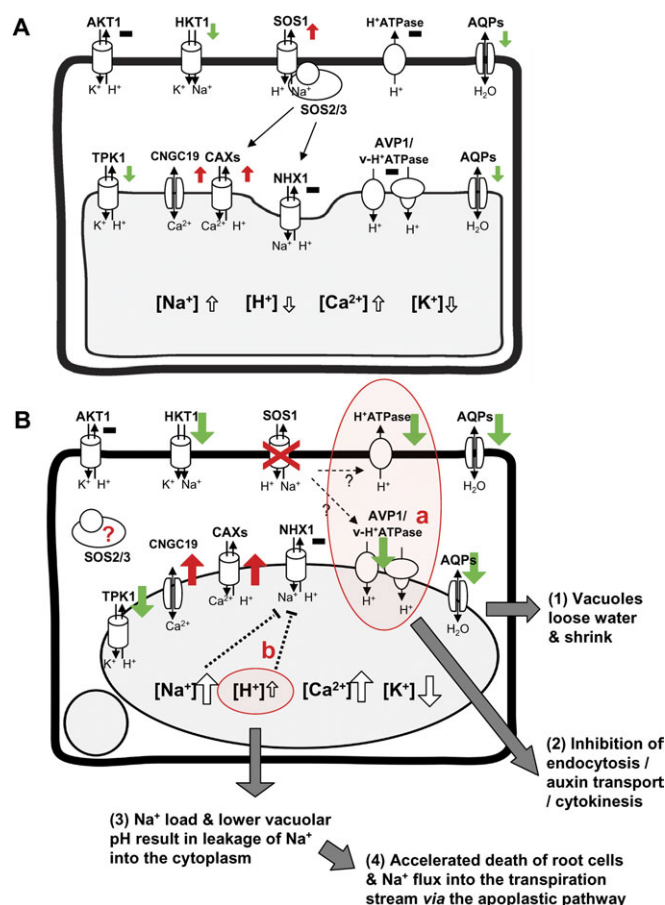 A
AKT1 HKT1 SOS1 H⁺ATPase AQPs
K⁺ H⁺ K⁺ Na⁺ H⁺ Na⁺ H⁺ H₂O
SOS2/3
TPK1 CNGC19 CAXs NHX1 AVP1/ AQPs
v-H⁺ATPase
K⁺ H⁺ Ca²⁺ Ca²⁺ H⁺ Na⁺ H⁺ H⁺ H⁺ H₂O
[Na⁺] [H⁺] [Ca²⁺] [K⁺]
B
AKT1 HKT1 SOS1 H⁺ATPase AQPs
K⁺ H⁺ K⁺ Na⁺ H⁺ Na⁺ ? H⁺ H₂O
?
?
SOS2/3
a
CNGC19 CAXs NHX1 AVP1/
v-H⁺ATPase AQPs
TPK1
Ca²⁺ Ca²⁺ H⁺ Na⁺ H⁺ H⁺ H⁺ H₂O
K⁺ H⁺
b
[Na⁺] [H⁺] [Ca²⁺] [K⁺]
(1) Vacuoles
loose water
& shrink
(2) Inhibition of
endocytosis /
auxin transport
/ cytokinesis
(3) Na⁺ load & lower vacuolar
pH result in leakage of Na⁺
into the cytoplasm
(4) Accelerated death of root cells
& Na⁺ flux into the transpiration
stream via the apoplastic pathway